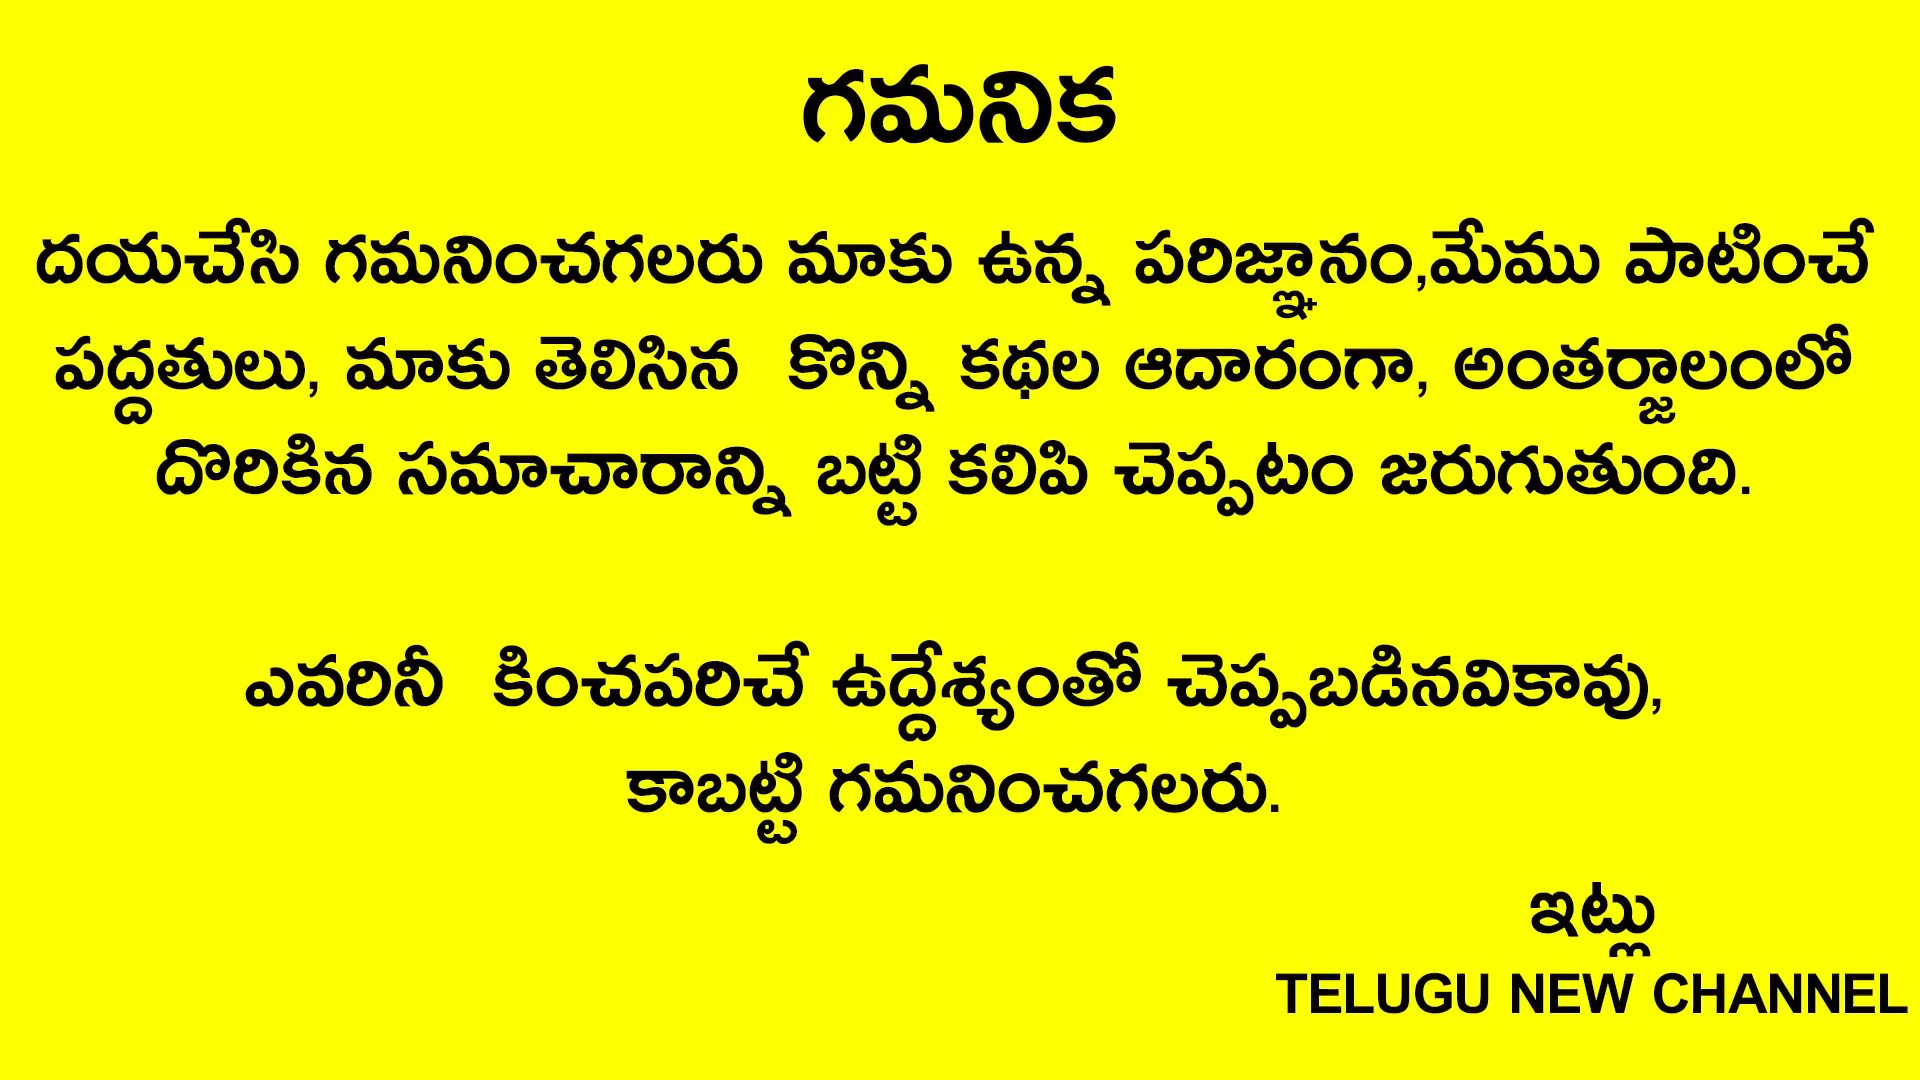 గమనిక
దయచేసి గమనించగలరు మాకు ఉన్న పరిజ్ఞానం,మేము పాటించే
పద్దతులు, మాకు తెలిసిన కొన్ని కథల ఆదారంగా, అంతర్జాలంలో
దొరికిన సమాచారాన్ని బట్టి కలిపి చెప్పటం జరుగుతుంది.
ఎవరినీ కించపరిచే ఉద్దేశ్యంతో చెప్పబడినవికావు,
కాబట్టి గమనించగలరు.
ఇట్లు
TELUGU NEW CHANNEL